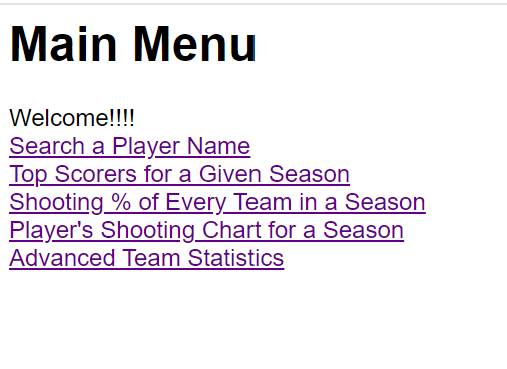 Main Menu
Welcome!!!!
Search a Player Name
Top Scorers for a Given Season
Shooting % of Every Team in a Season
Player's Shooting Chart for a Season
Advanced Team Statistics